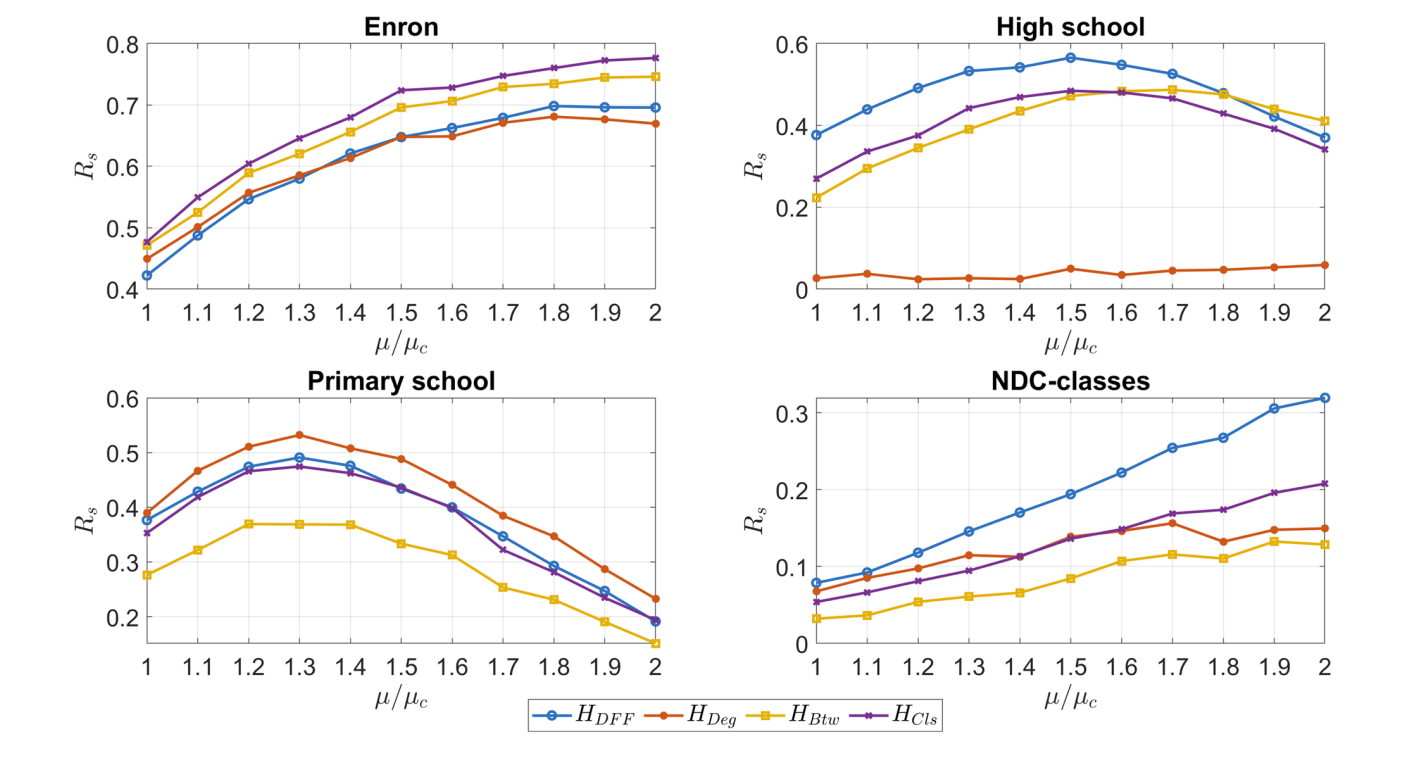 Enron
0.8
0.7
0.6
0.5
0.4
R_s
1 1.1 1.2 1.3 1.4 1.5 1.6 1.7 1.8 1.9 2
μ/μ_c
High school
0.6
0.4
0.2
0
R_s
1 1.1 1.2 1.3 1.4 1.5 1.6 1.7 1.8 1.9 2
μ/μ_c
Primary school
0.6
0.5
0.4
0.3
0.2
R_s
1 1.1 1.2 1.3 1.4 1.5 1.6 1.7 1.8 1.9 2
μ/μ_c
NDC-classes
0.3
0.2
0.1
0
R_s
1 1.1 1.2 1.3 1.4 1.5 1.6 1.7 1.8 1.9 2
μ/μ_c
H_DFF H_Deg H_Btw H_Cls